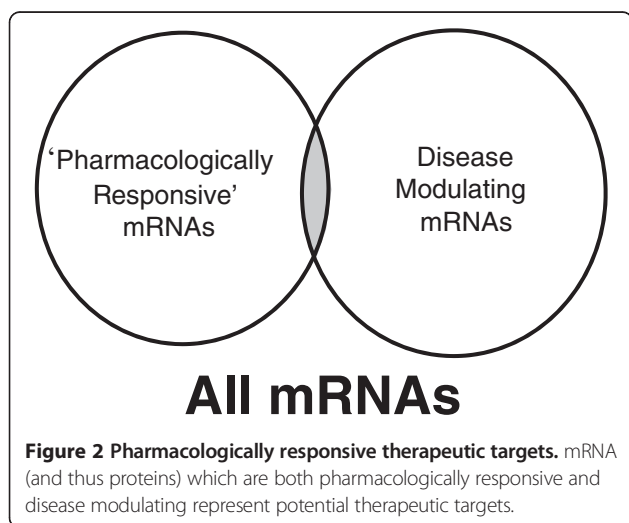 ‘Pharmacologically
Responsive’
mRNAs
Disease
Modulating
mRNAs
All mRNAs
Figure 2 Pharmacologically responsive therapeutic targets. mRNA
(and thus proteins) which are both pharmacologically responsive and
disease modulating represent potential therapeutic targets.